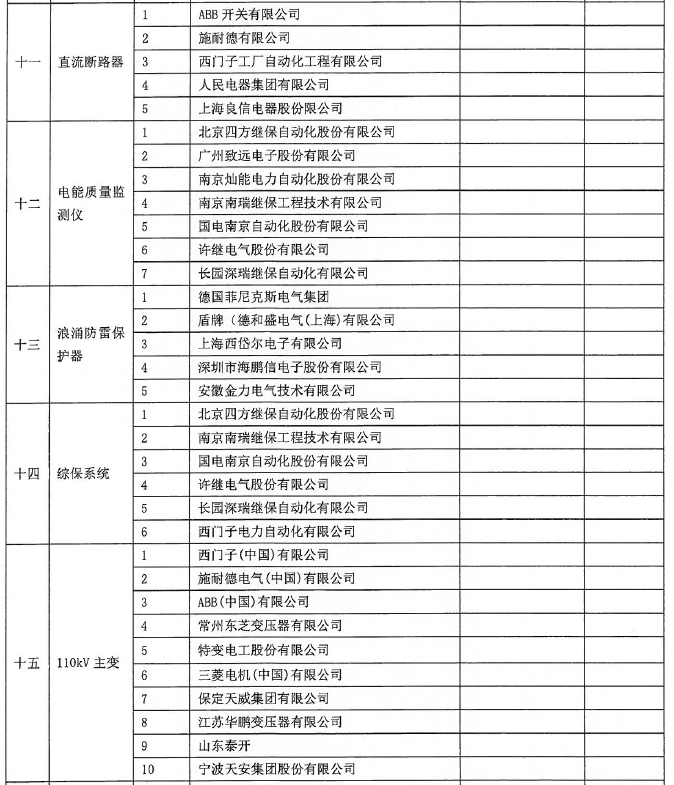 十一 直流断路器
1 ABB 开关有限公司
2 施耐德有限公司
3 西门子工厂自动化工程有限公司
4 人民电器集团有限公司
5 上海良信电器股份限公司
十二 电能质量监
测仪
1 北京四方继保自动化股份有限公司
2 广州致远电子股份有限公司
3 南京灿能电力自动化股份有限公司
4 南京南瑞继保工程技术有限公司
5 国电南京自动化股份有限公司
6 许继电气股份有限公司
7 长园深瑞继保自动化有限公司
十三 浪涌防雷保
护器
1 德国菲尼克斯电气集团
2 盾牌（德和盛电气(上海)有限公司
3 上海西岱尔电子有限公司
4 深圳市海鹏信电子股份有限公司
5 安徽金力电气技术有限公司
十四 综保系统
1 北京四方继保自动化股份有限公司
2 南京南瑞继保工程技术有限公司
3 国电南京自动化股份有限公司
4 许继电气股份有限公司
5 长园深瑞继保自动化有限公司
6 西门子电力自动化有限公司
十五 110kV 主变
1 西门子(中国)有限公司
2 施耐德电气(中国)有限公司
3 ABB(中国)有限公司
4 常州东芝变压器有限公司
5 特变电工股份有限公司
6 三菱电机(中国)有限公司
7 保定天威集团有限公司
8 江苏华鹏变压器有限公司
9 山东泰开
10 宁波天安集团股份有限公司